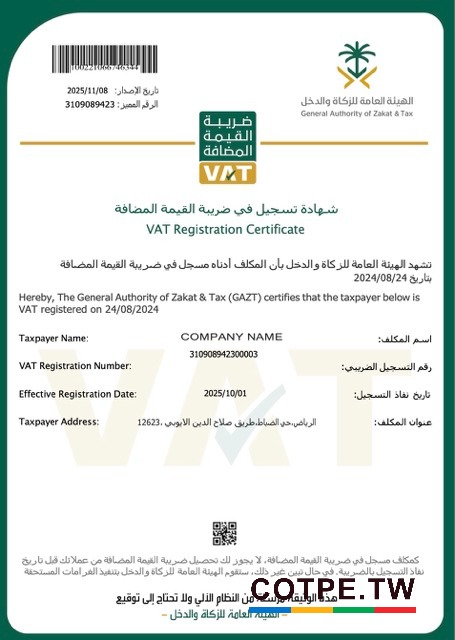 100221066746344
تاريخ الإصدار: 2025/11/08
الرقم المميز: 3109089423
الهيئة العامة للزكاة والدخل
General Authority of Zakat & Tax
ضريبة
القيمة
المضافة
VAT
شهادة تسجيل في ضريبة القيمة المضافة
VAT Registration Certificate
تشهد الهيئة العامة للزكاة والدخل بأن المكلف أدناه مسجل في ضريبة القيمة المضافة
بتاريخ 2024/08/24
Hereby, The General Authority of Zakat & Tax (GAZT) certifies that the taxpayer below is
VAT registered on 24/08/2024
Taxpayer Name: COMPANY NAME اسم المكلف:
VAT Registration Number: 310908942300003 رقم التسجيل الضريبي:
Effective Registration Date: 2025/10/01 تاريخ نفاذ التسجيل:
Taxpayer Address: الرياض،حي الضباط،طريق صلاح الدين الايوبي ،12623 عنوان المكلف:
VAT
كمكلف مسجل في ضريبة القيمة المضافة، لا يجوز لك تحصيل ضريبة القيمة المضافة من عملائك قبل تاريخ
نفاذ التسجيل بالضريبة. في حال تبين غير ذلك، ستقوم الهيئة العامة للزكاة والدخل بتنفيذ الغرامات المستحقة
هذه الوثيقة مرسلة من النظام الآلي ولا تحتاج إلى توقيع
– الهيئة العامة للزكاة والدخل –
COTPE.TW